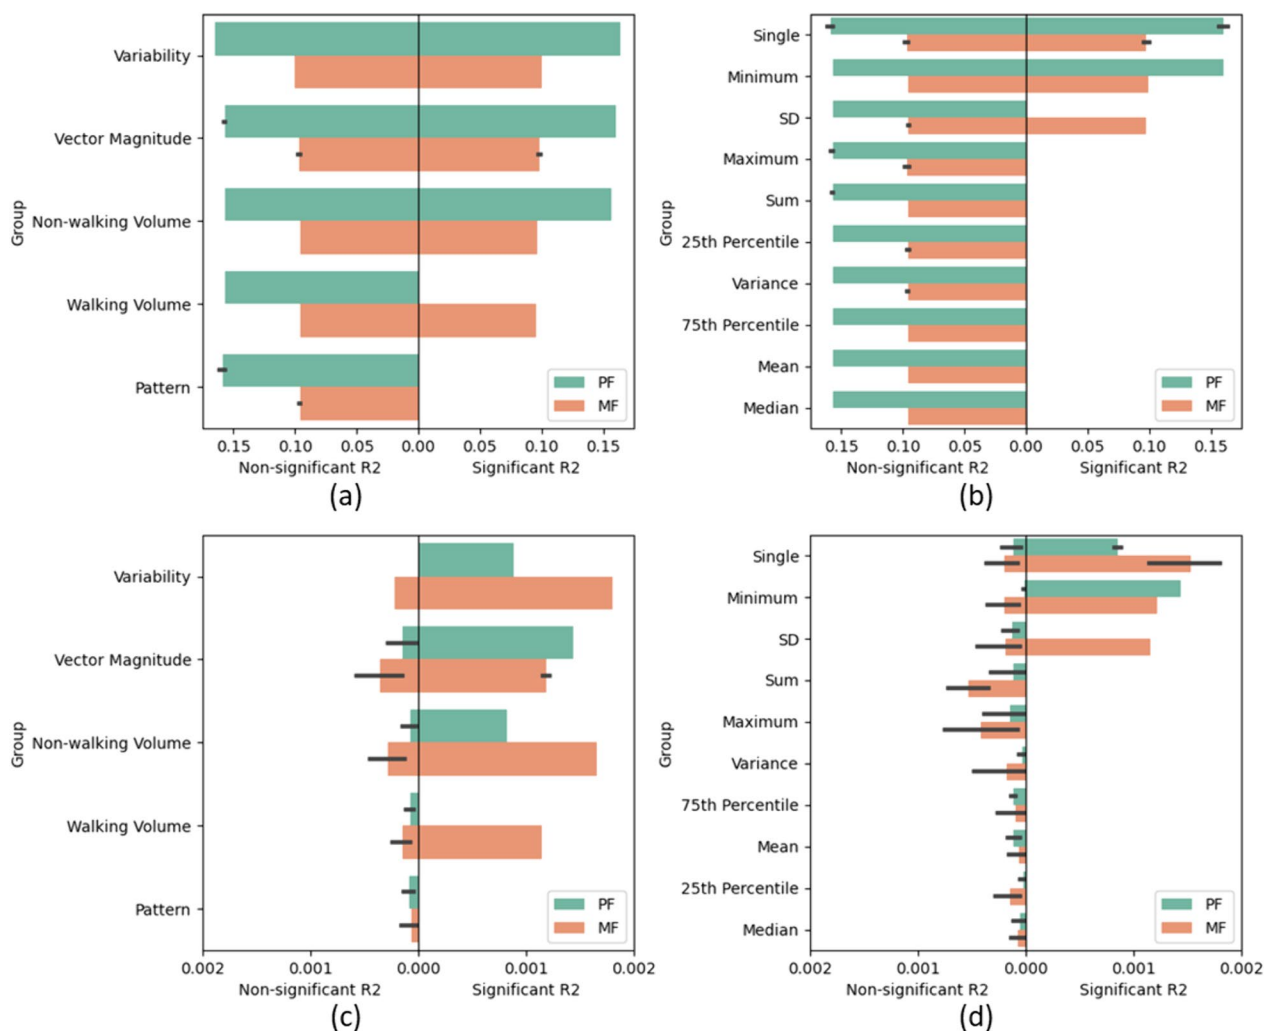 Variability
Vector Magnitude
Non-walking Volume
Walking Volume
Pattern
Group
PF
MF
0.15 0.10 0.05 0.00 0.05 0.10 0.15
Non-significant R2 Significant R2
(a)
Single
Minimum
SD
Maximum
Sum
25th Percentile
Variance
75th Percentile
Mean
Median
Group
PF
MF
0.15 0.10 0.05 0.00 0.05 0.10 0.15
Non-significant R2 Significant R2
(b)
Variability
Vector Magnitude
Non-walking Volume
Walking Volume
Pattern
Group
PF
MF
0.002 0.001 0.000 0.001 0.002
Non-significant R2 Significant R2
(c)
Single
Minimum
SD
Sum
Maximum
Variance
75th Percentile
Mean
25th Percentile
Median
Group
PF
MF
0.002 0.001 0.000 0.001 0.002
Non-significant R2 Significant R2
(d)